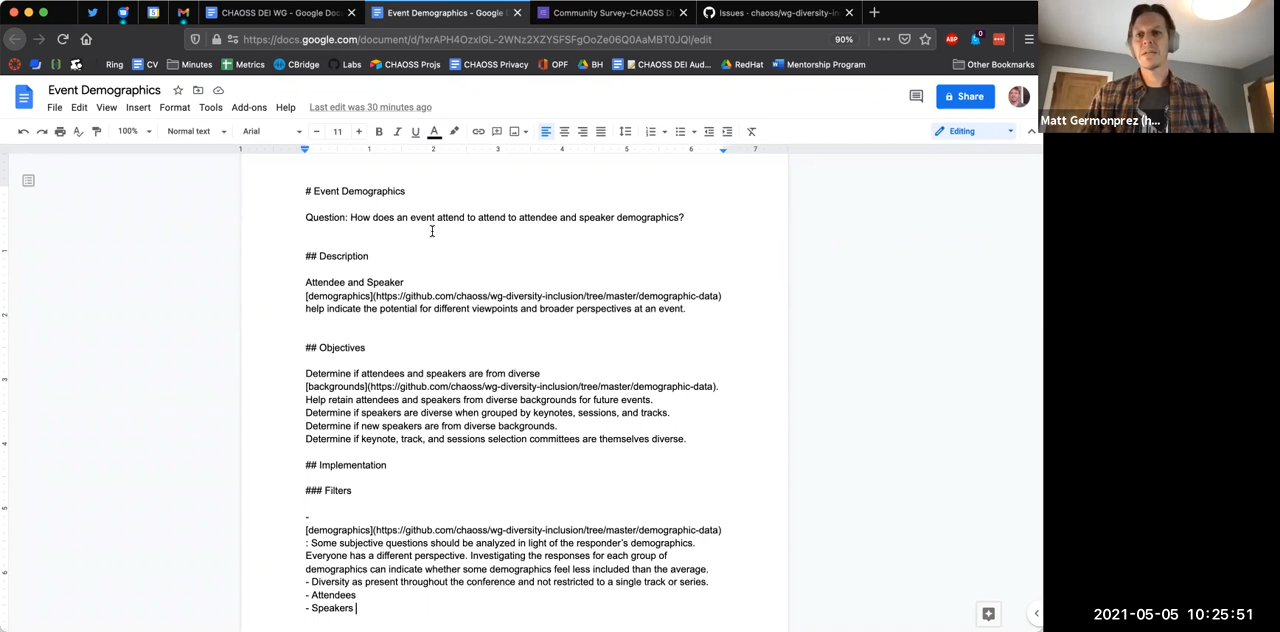 CHAOSS DEI WG - Google Doc
Event Demographics - Google D
Community Survey-CHAOSS D
Issues · chaoss/wg-diversity-in
https://docs.google.com/document/d/1xrAPH4OzxIGL-2WNz2XZYSFSFgOoZe06Q0AaMBT0JQI/edit
90%
Ring CV Minutes Metrics CBridge Labs CHAOSS Projs CHAOSS Privacy OPF BH CHAOSS DEI Aud... RedHat Mentorship Program Other Bookmarks
Event Demographics
File Edit View Insert Format Tools Add-ons Help Last edit was 30 minutes ago
Share
Matt Germonprez (h...
100% Normal text Arial 11 B I U A Editing
1 1 2 3 4 5 6 7
# Event Demographics
Question: How does an event attend to attend to attendee and speaker demographics?
## Description
Attendee and Speaker
[demographics](https://github.com/chaoss/wg-diversity-inclusion/tree/master/demographic-data)
help indicate the potential for different viewpoints and broader perspectives at an event.
## Objectives
Determine if attendees and speakers are from diverse
[backgrounds](https://github.com/chaoss/wg-diversity-inclusion/tree/master/demographic-data).
Help retain attendees and speakers from diverse backgrounds for future events.
Determine if speakers are diverse when grouped by keynotes, sessions, and tracks.
Determine if new speakers are from diverse backgrounds.
Determine if keynote, track, and sessions selection committees are themselves diverse.
## Implementation
### Filters
-
[demographics](https://github.com/chaoss/wg-diversity-inclusion/tree/master/demographic-data)
: Some subjective questions should be analyzed in light of the responder's demographics.
Everyone has a different perspective. Investigating the responses for each group of
demographics can indicate whether some demographics feel less included than the average.
- Diversity as present throughout the conference and not restricted to a single track or series.
- Attendees
- Speakers
2021-05-05 10:25:51